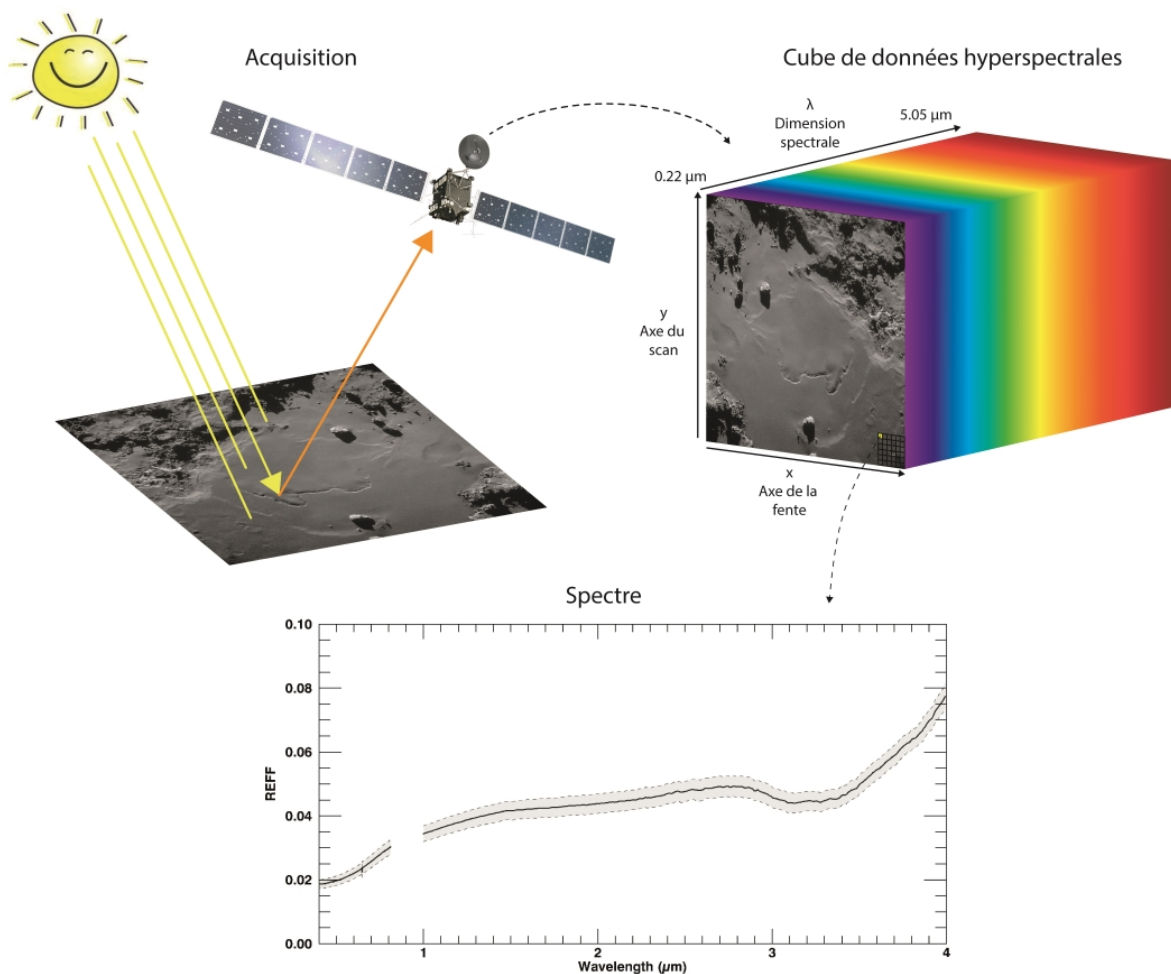 Acquisition
Cube de données hyperspectrales
λ
Dimension
spectrale
5.05 µm
0.22 µm
y
Axe du
scan
x
Axe de la
fente
Spectre
0.10
0.08
0.06
0.04
0.02
0.00
REFF
1
2
3
4
Wavelength (µm)